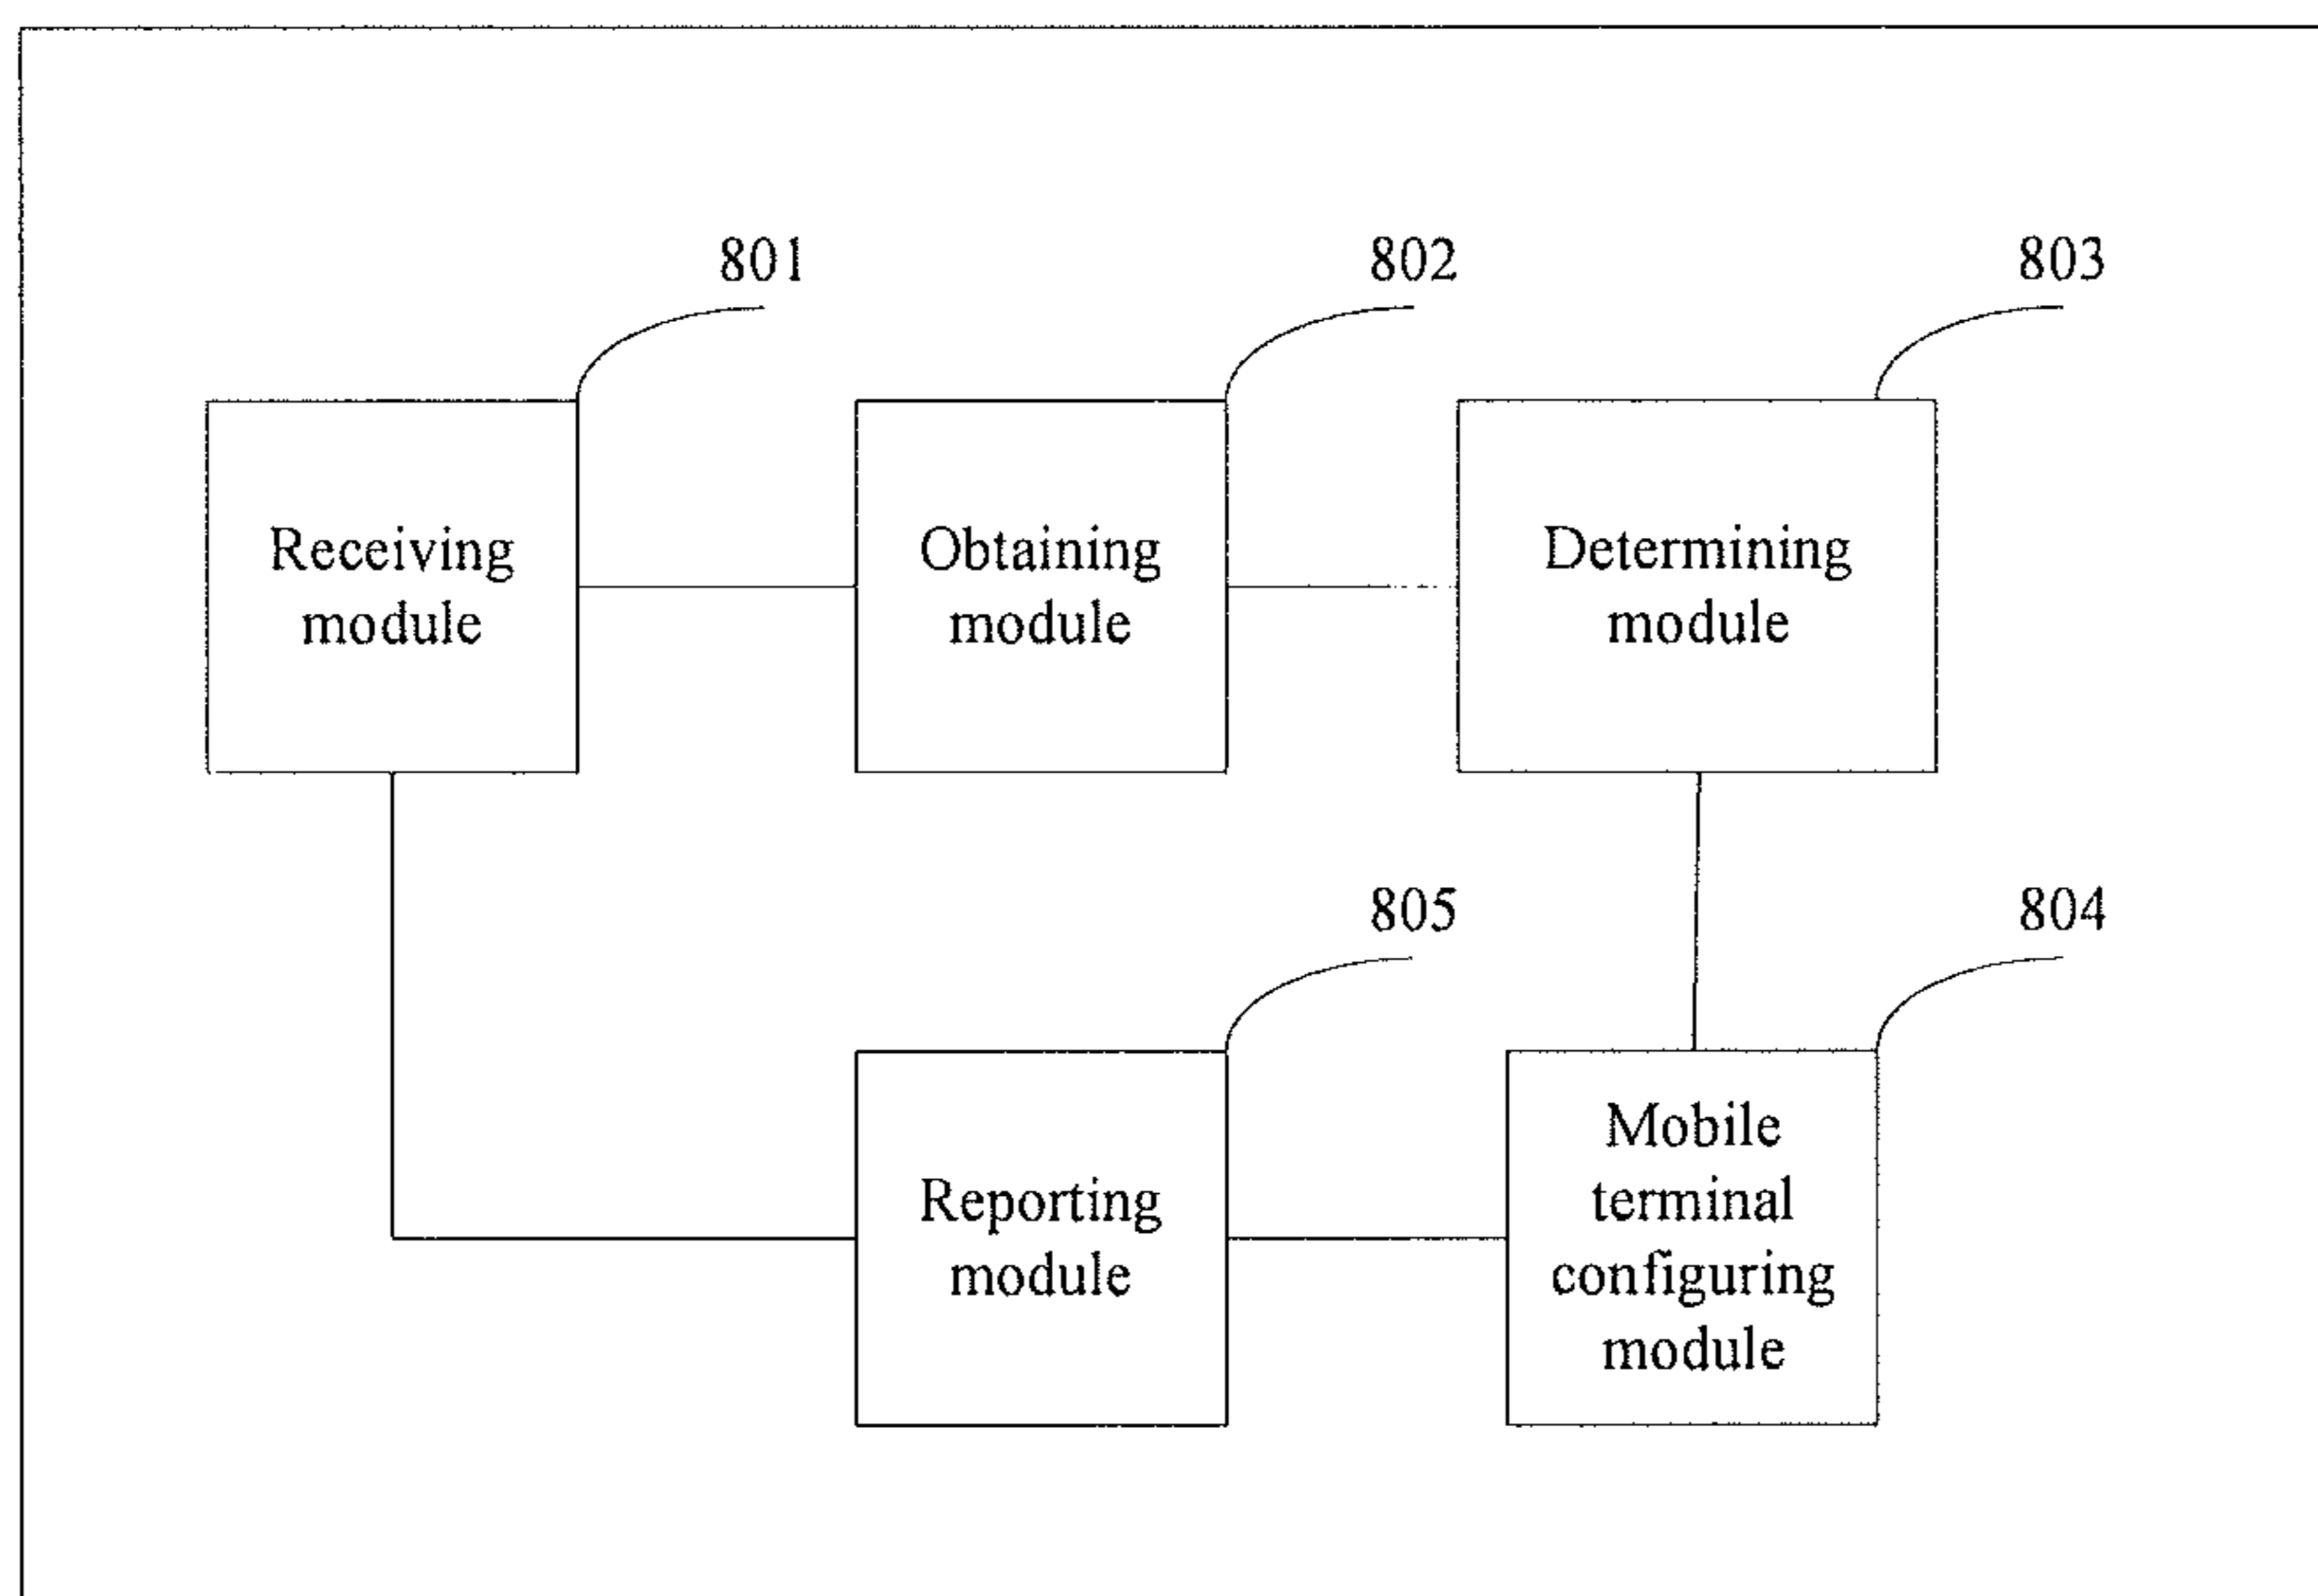 801
802
803
Receiving
module
Obtaining
module
Determining
module
805
804
Reporting
module
Mobile
terminal
configuring
module